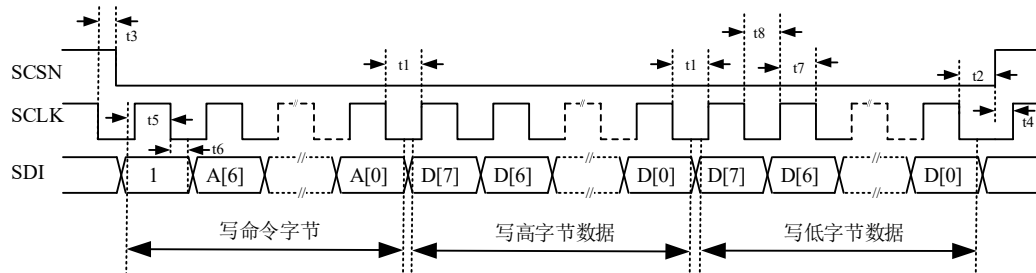 t3 t8
SCSN t1 t1 t7 t2
SCLK t5 t4
t6
SDI 1 A[6] A[0] D[7] D[6] D[0] D[7] D[6] D[0]
写命令字节 写高字节数据 写低字节数据